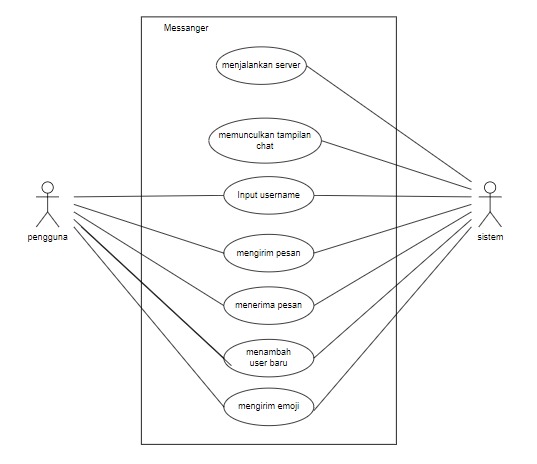 Messanger
menjalankan server
memunculkan tampilan
chat
Input username
pengguna
sistem
mengirim pesan
menerima pesan
menambah
user baru
mengirim emoji